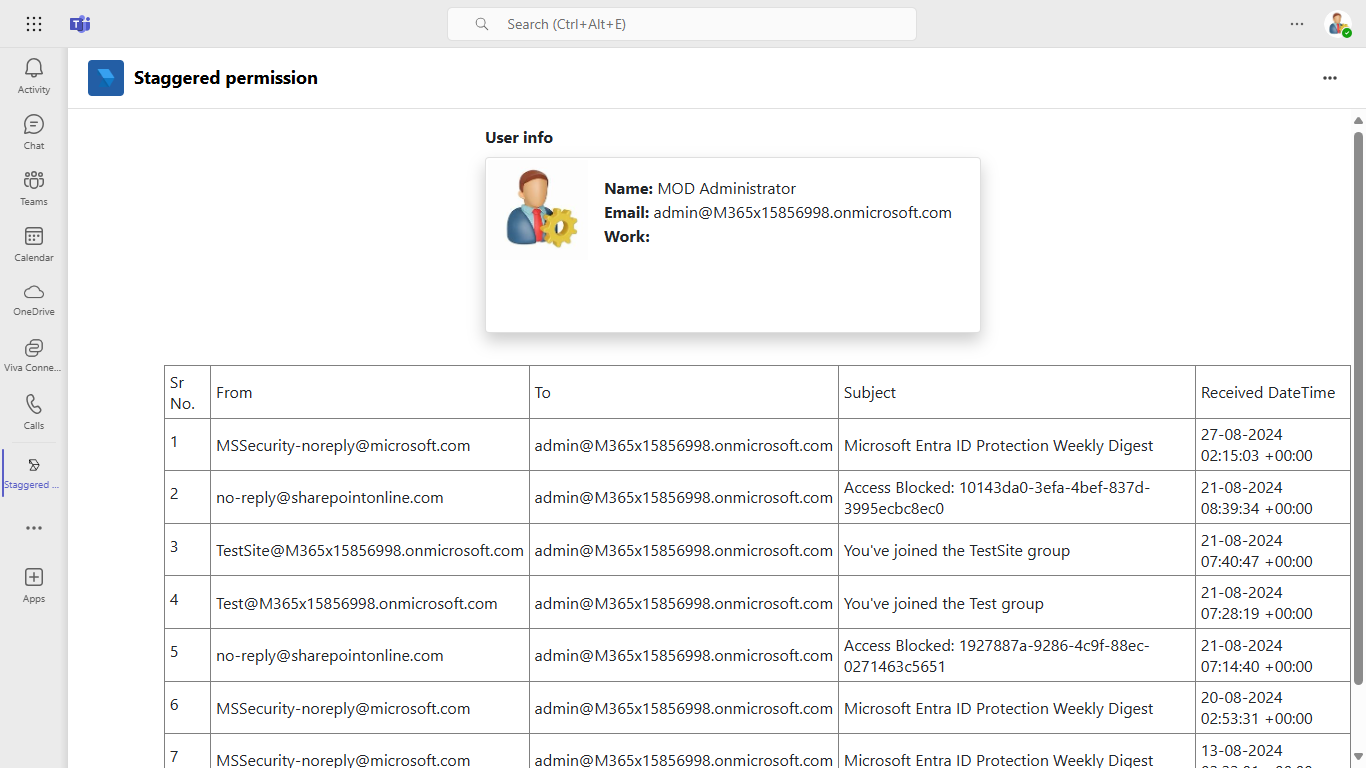 Search (Ctrl+Alt+E)
Activity
Chat
Teams
Calendar
OneDrive
Viva Conne...
Calls
Staggered ...
Apps
Staggered permission
User info
Name: MOD Administrator
Email: admin@M365x15856998.onmicrosoft.com
Work:
Sr No. From To Subject Received DateTime
1 MSSecurity-noreply@microsoft.com admin@M365x15856998.onmicrosoft.com Microsoft Entra ID Protection Weekly Digest 27-08-2024 02:15:03 +00:00
2 no-reply@sharepointonline.com admin@M365x15856998.onmicrosoft.com Access Blocked: 10143da0-3efa-4bef-837d-3995ecbc8ec0 21-08-2024 08:39:34 +00:00
3 TestSite@M365x15856998.onmicrosoft.com admin@M365x15856998.onmicrosoft.com You've joined the TestSite group 21-08-2024 07:40:47 +00:00
4 Test@M365x15856998.onmicrosoft.com admin@M365x15856998.onmicrosoft.com You've joined the Test group 21-08-2024 07:28:19 +00:00
5 no-reply@sharepointonline.com admin@M365x15856998.onmicrosoft.com Access Blocked: 1927887a-9286-4c9f-88ec-0271463c5651 21-08-2024 07:14:40 +00:00
6 MSSecurity-noreply@microsoft.com admin@M365x15856998.onmicrosoft.com Microsoft Entra ID Protection Weekly Digest 20-08-2024 02:53:31 +00:00
7 MSSecurity-noreply@microsoft.com admin@M365x15856998.onmicrosoft.com Microsoft Entra ID Protection Weekly Digest 13-08-2024